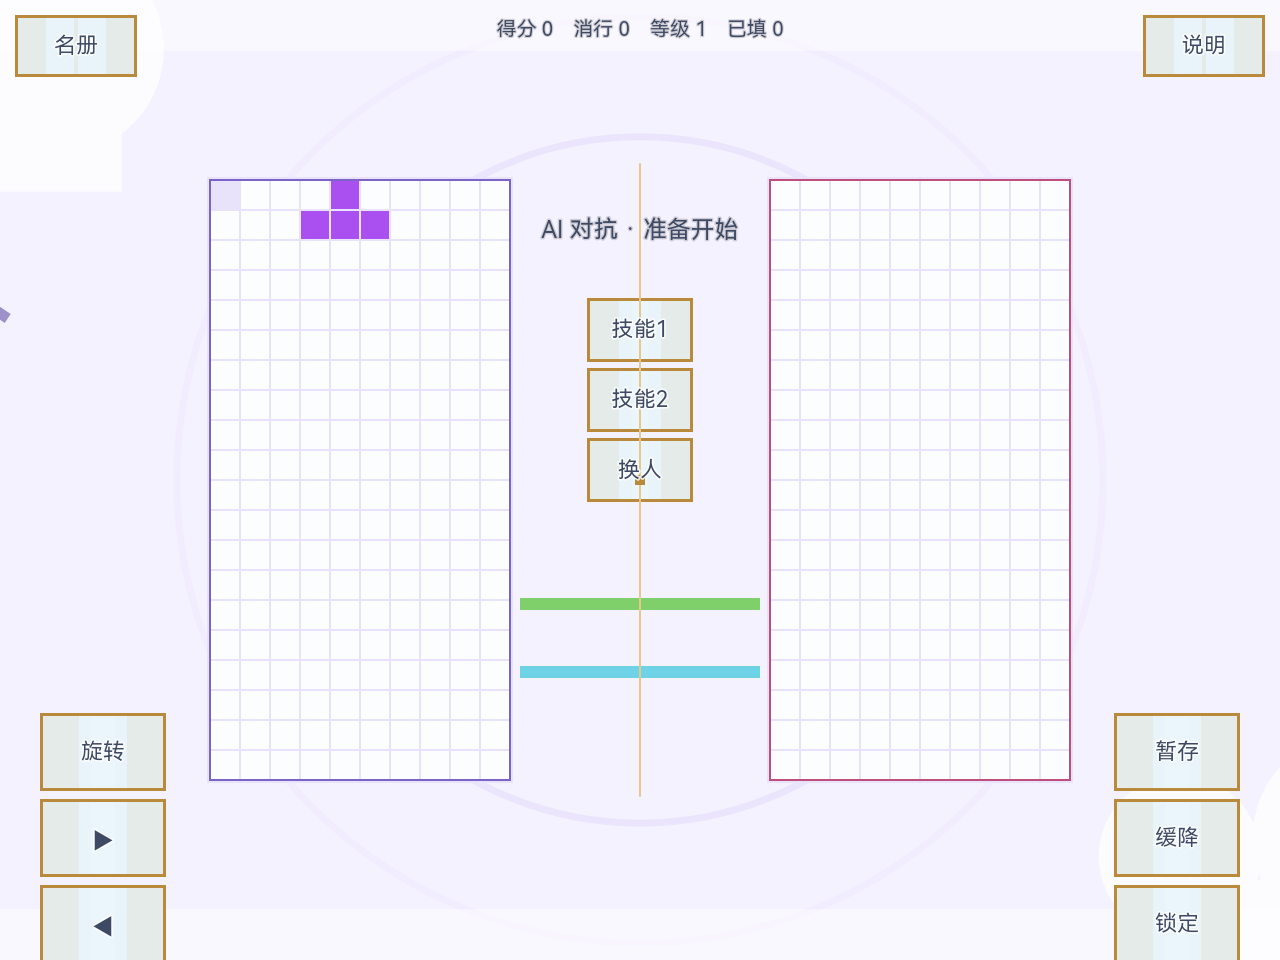 得分 0 消行 0 等级 1 已填 0
名册
说明
AI 对抗 · 准备开始
技能1
技能2
换人
旋转
▶
◀
暂存
缓降
锁定